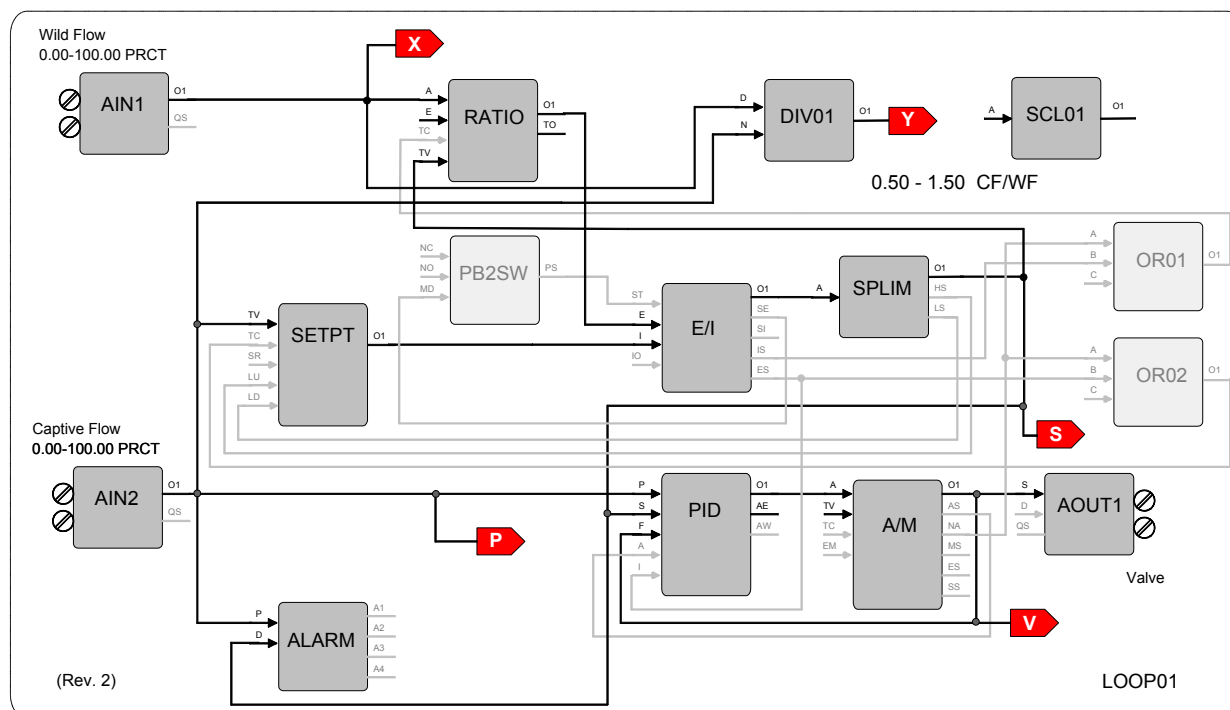 Wild Flow
0.00-100.00 PRCT
AIN1
O1
QS
X
A
E
TC
TV
RATIO
O1
TO
D
N
DIV01
O1
Y
A
SCL01
O1
0.50 - 1.50 CF/WF
NC
NO
MD
PB2SW
PS
TV
TC
SR
LU
LD
SETPT
O1
ST
E
I
IO
E/I
O1
SE
SI
IS
ES
A
SPLIM
O1
HS
LS
A
B
C
OR01
O1
A
B
C
OR02
O1
S
Captive Flow
0.00-100.00 PRCT
AIN2
O1
QS
P
P
S
F
A
I
PID
O1
AE
AW
A
TV
TC
EM
A/M
O1
AS
NA
MS
ES
SS
S
D
QS
AOUT1
Valve
V
P
D
ALARM
A1
A2
A3
A4
(Rev. 2)
LOOP01